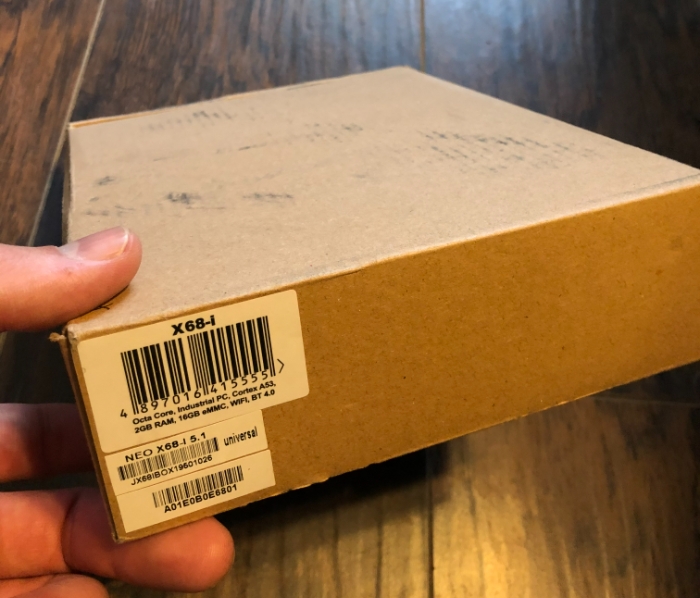 X68-i
4 897016 415555 >
Octa Core, Industrial PC, Cortex A53,
2GB RAM, 16GB eMMC, WIFI, BT 4.0
NEO X68-I 5.1 universal
JX68IBOX19501026
A01E0B0E6801